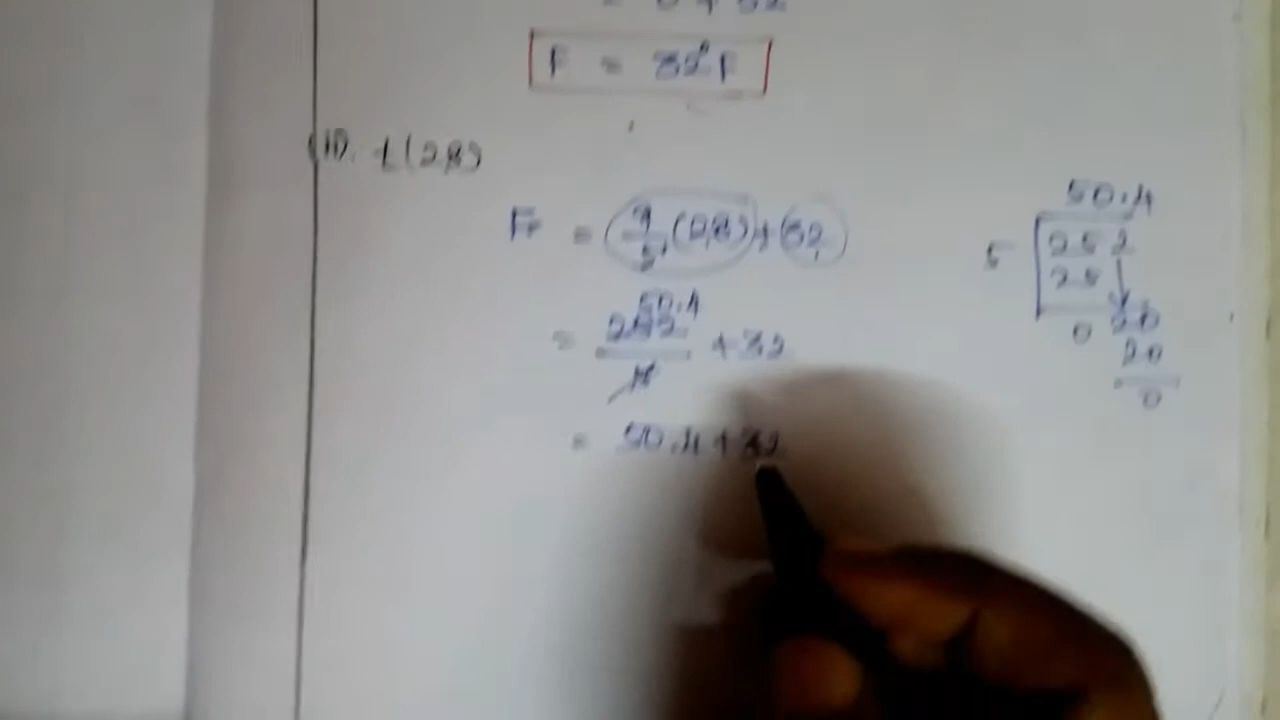 F = 32°F
(ii). t(28)
F = 9/5 (28) + 32
= 252/5 + 32
50.4
= 50.4 + 32
50.4
5 252
25
0 20
20
0